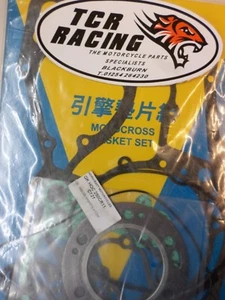 TCR
RACING
THE MOTORCYCLE PARTS
SPECIALISTS
BLACKBURN
T.01254 264230
引擎墊片組
MOTOCROSS
GASKET SET